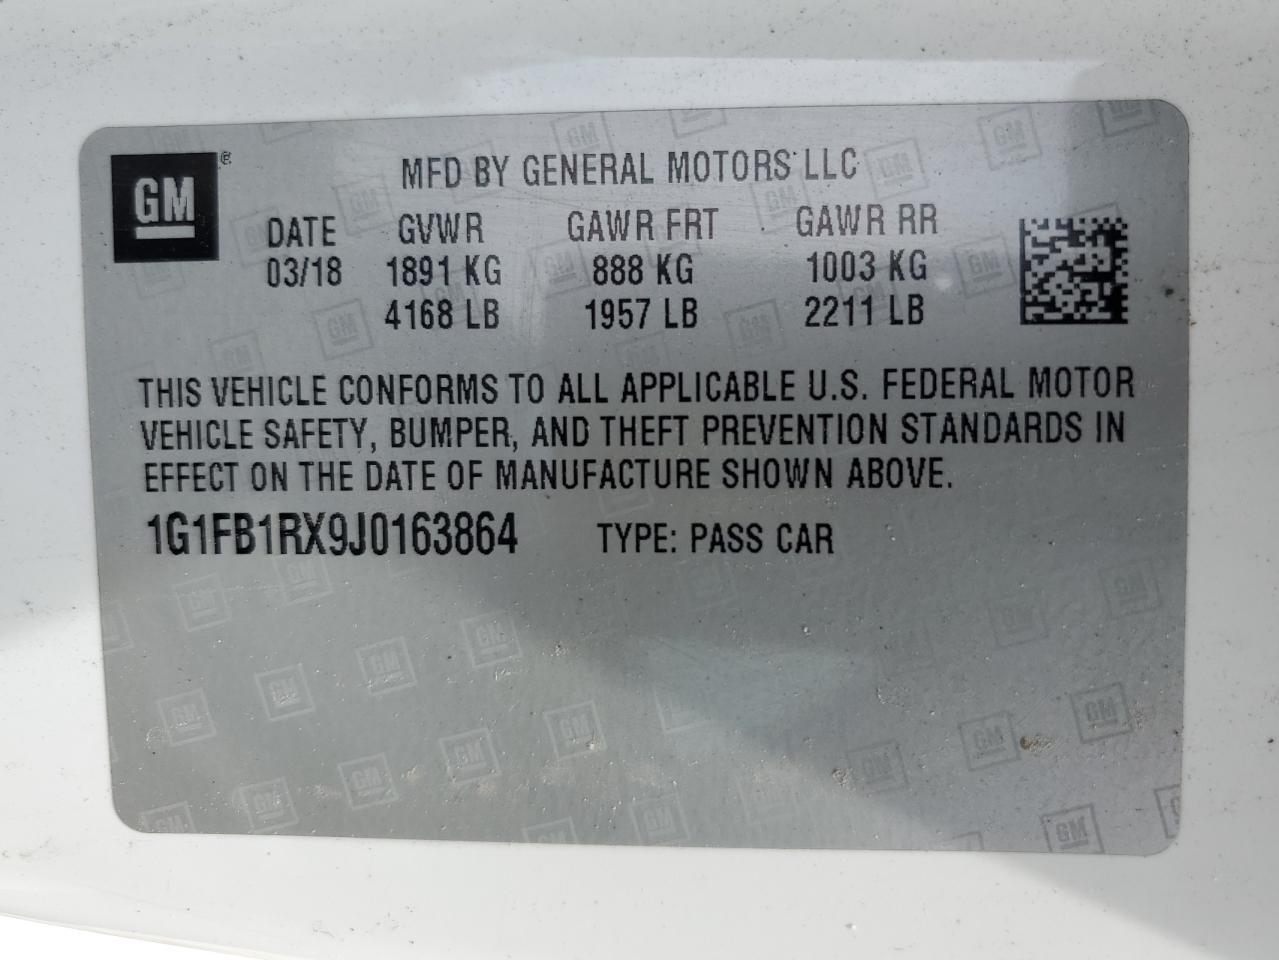 GM ® MFD BY GENERAL MOTORS LLC
DATE GVWR GAWR FRT GAWR RR
03/18 1891 KG 888 KG 1003 KG
4168 LB 1957 LB 2211 LB
THIS VEHICLE CONFORMS TO ALL APPLICABLE U.S. FEDERAL MOTOR
VEHICLE SAFETY, BUMPER, AND THEFT PREVENTION STANDARDS IN
EFFECT ON THE DATE OF MANUFACTURE SHOWN ABOVE.
1G1FB1RX9J0163864 TYPE: PASS CAR